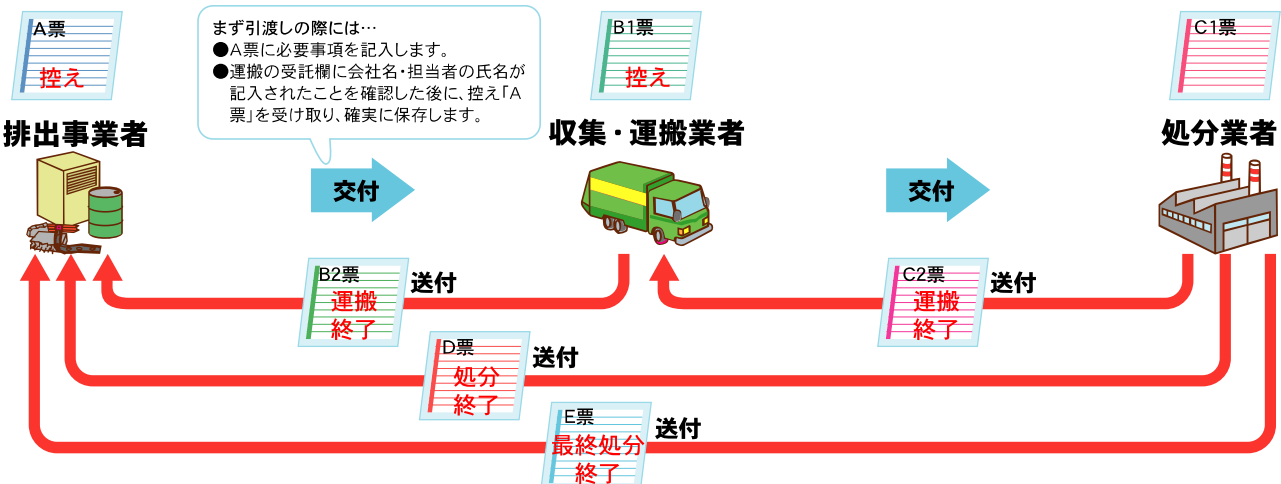 A票
控え
排出事業者
まず引渡しの際には…
●A票に必要事項を記入します。
●運搬の受託欄に会社名・担当者の氏名が
記入されたことを確認した後に、控え「A
票」を受け取り、確実に保存します。
交付
B1票
控え
収集・運搬業者
交付
C1票
処分業者
B2票
運搬
終了
送付
C2票
運搬
終了
送付
D票
処分
終了
送付
E票
最終処分
終了
送付